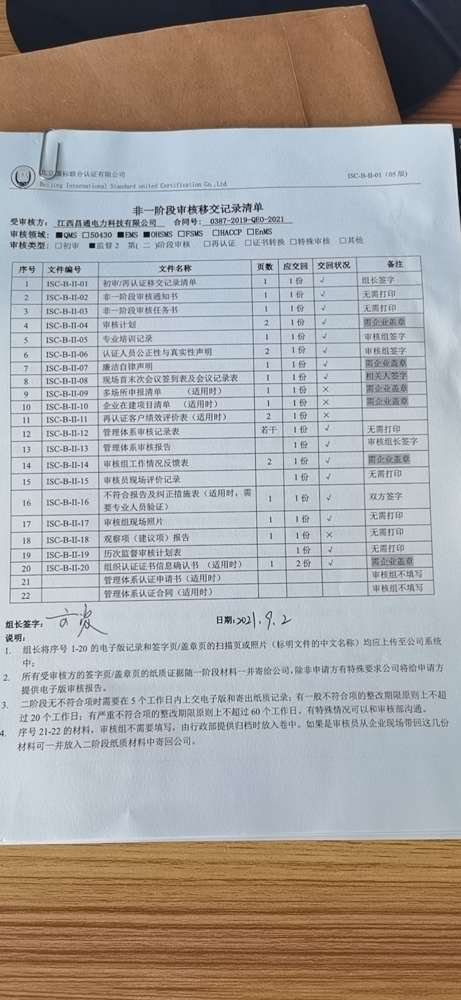 北京国标联合认证有限公司
ISC-B-II-01（05 版）
Beijing International Standard united Certification Co.,Ltd.
非一阶段审核移交记录清单
受审核方： 江西昌通电力科技有限公司 合同号： 0387-2019-QEO-2021
审核领域：■QMS □50430 ■EMS ■OHSMS □FSMS □HACCP □EnMS
审核类型：□初审 ■监督 2 第( 二 )阶段审核 □再认证 □证书转换 □特殊审核 □其他
序号 文件编号 文件名称 页数 应交回 交回状况 备注
1 ISC-B-II-01 初审/再认证移交记录清单 1 1 份 √ 组长签字
2 ISC-B-II-02 非一阶段审核通知书 1 1 份 √ 无需打印
3 ISC-B-II-03 非一阶段审核任务书 1 1 份 √ 无需打印
4 ISC-B-II-04 审核计划 2 1 份 √ 需企业盖章
5 ISC-B-II-05 专业培训记录 1 1 份 √ 审核组签字
6 ISC-B-II-06 认证人员公正性与真实性声明 2 1 份 √ 审核组签字
7 ISC-B-II-07 廉洁自律声明 1 1 份 √ 需企业盖章
8 ISC-B-II-08 现场首末次会议签到表及会议记录表 1 1 份 √ 相关人签字
9 ISC-B-II-09 多场所申报清单 （适用时） 1 1 份 × 需企业盖章
10 ISC-B-II-10 企业在建项目清单 （适用时） 1 1 份 × 需企业盖章
11 ISC-B-II-11 再认证客户绩效评价表（适用时） 2 1 份 ×
12 ISC-B-II-12 管理体系审核记录表 若干 1 份 √ 无需打印
13 ISC-B-II-13 管理体系审核报告 1 份 √ 审核组长签字
14 ISC-B-II-14 审核组工作情况反馈表 2 1 份 √ 需企业盖章
15 ISC-B-II-15 审核员现场评价记录 1 份 √ 无需打印
16 ISC-B-II-16 不符合报告及纠正措施表（适用时，需
要专业人员验证） 1 1 份 √ 双方签字
17 ISC-B-II-17 审核组现场照片 1 1 份 √ 无需打印
18 ISC-B-II-18 观察项（建议项）报告 1 1 份 × 无需打印
19 ISC-B-II-19 历次监督审核计划表 1 份 √ 无需打印
20 ISC-B-II-20 组织认证证书信息确认书 （适用时） 1 2 份 √ 需企业盖章
21 管理体系认证申请书（适用时） 审核组不填写
22 管理体系认证合同（适用时） 审核组不填写
组长签字： 日期:2021.9.2
说明：
1. 组长将序号 1-20 的电子版记录和签字页/盖章页的扫描页或照片（标明文件的中文名称）均应上传至公司系统
中；
2. 所有受审核方的签字页/盖章页的纸质证据随一阶段材料一并寄给公司，除非申请方有特殊要求公司将给申请方
提供电子版审核报告。
3. 二阶段无不符合项时需要在 5 个工作日内上交电子版和寄出纸质记录；有一般不符合项的整改期限原则上不超
过 20 个工作日；有严重不符合项的整改期限原则上不超过 60 个工作日。有特殊情况可以和审核部沟通。
4. 序号 21-22 的材料，审核组不需要填写，由行政部提供归档时放入卷中。如果是审核员从企业现场带回这几份
材料可一并放入二阶段纸质材料中寄回公司。